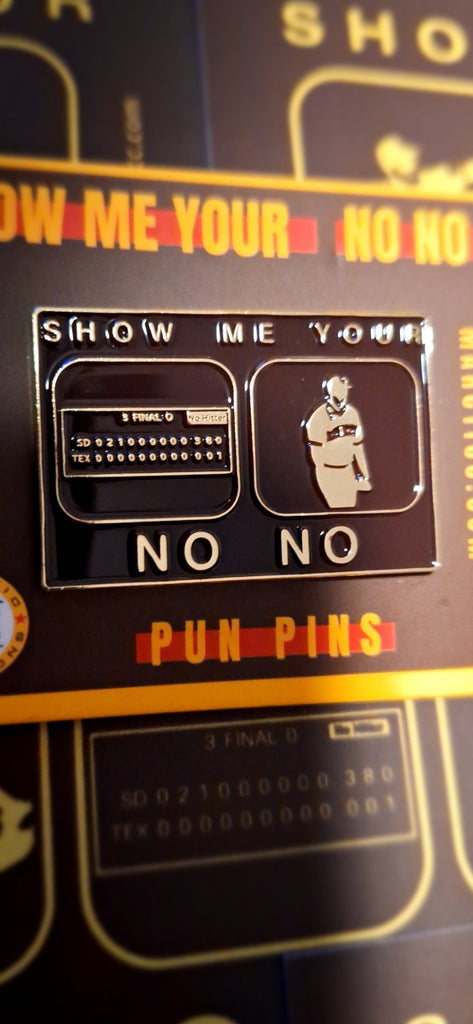 SHO
cc.com
OW ME YOUR NO NO
SHOW ME YOUR
3 FINAL 0 No Hitter
SD 0 2 1 0 0 0 0 0 0 3 8 0
TEX 0 0 0 0 0 0 0 0 0 0 0 1
NO NO
PUN PINS
3 FINAL 0
SD 0 2 1 0 0 0 0 0 0 3 8 0
TEX 0 0 0 0 0 0 0 0 0 0 0 1